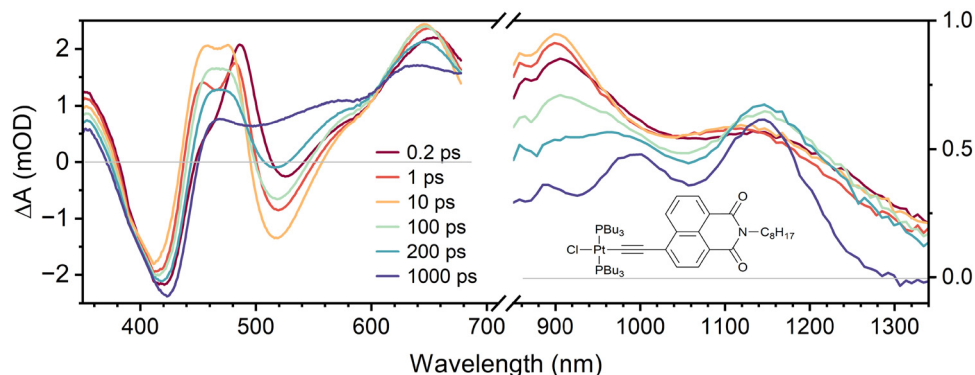 ΔA (mOD)
2
1
0
−1
−2
0.2 ps
1 ps
10 ps
100 ps
200 ps
1000 ps
1.0
0.5
0.0
PBu₃
Cl Pt
PBu₃
O
N C₈H₁₇
O
400 500 600 700 900 1000 1100 1200 1300
Wavelength (nm)